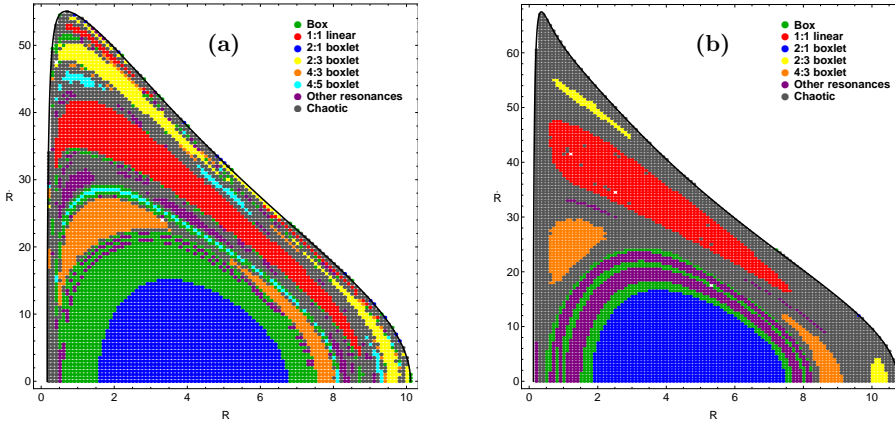 (a)
Box
1:1 linear
2:1 boxlet
2:3 boxlet
4:3 boxlet
4:5 boxlet
Other resonances
Chaotic
50
40
30
20
10
0
Ṙ
0 2 4 6 8 10
R
(b)
Box
1:1 linear
2:1 boxlet
2:3 boxlet
4:3 boxlet
Other resonances
Chaotic
70
60
50
40
30
20
10
0
Ṙ
0 2 4 6 8 10
R